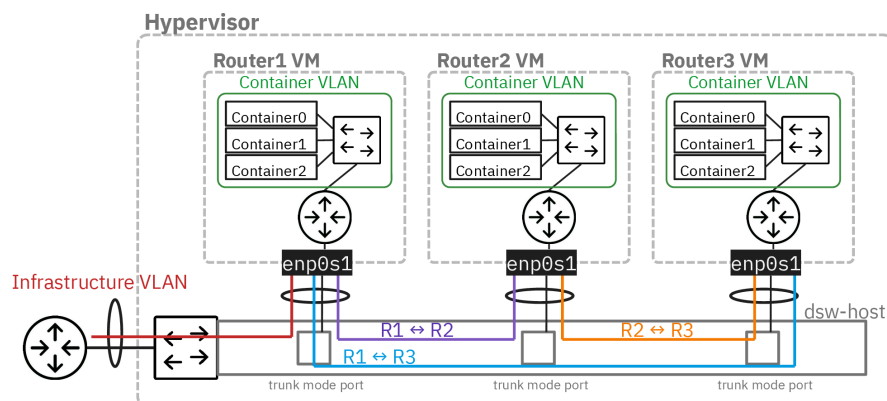 Hypervisor
Router1 VM
Router2 VM
Router3 VM
Container VLAN
Container VLAN
Container VLAN
Container0
Container1
Container2
Container0
Container1
Container2
Container0
Container1
Container2
enp0s1
enp0s1
enp0s1
Infrastructure VLAN
dsw-host
R1 ↔ R2
R2 ↔ R3
R1 ↔ R3
trunk mode port
trunk mode port
trunk mode port